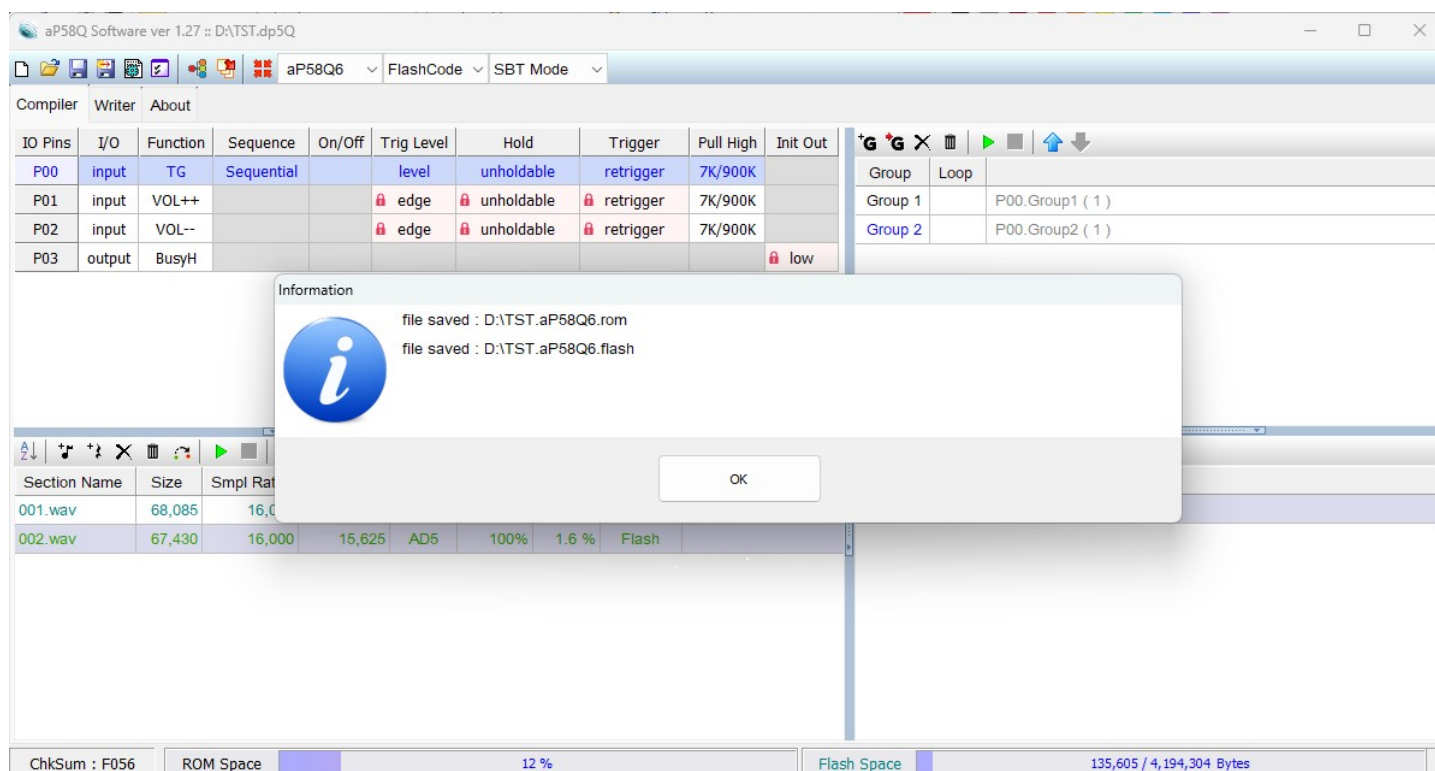 aP58Q Software ver 1.27 :: D:\TST.dp5Q
aP58Q6 FlashCode SBT Mode
Compiler Writer About
IO Pins I/O Function Sequence On/Off Trig Level Hold Trigger Pull High Init Out
P00 input TG Sequential level unholdable retrigger 7K/900K
P01 input VOL++ edge unholdable retrigger 7K/900K
P02 input VOL-- edge unholdable retrigger 7K/900K
P03 output BusyH low
+G *G
Group Loop
Group 1 P00.Group1 ( 1 )
Group 2 P00.Group2 ( 1 )
Information
file saved : D:\TST.aP58Q6.rom
file saved : D:\TST.aP58Q6.flash
OK
Section Name Size Smpl Rat
001.wav 68,085 16,0
002.wav 67,430 16,000 15,625 AD5 100% 1.6 % Flash
ChkSum : F056 ROM Space 12 % Flash Space 135,605 / 4,194,304 Bytes